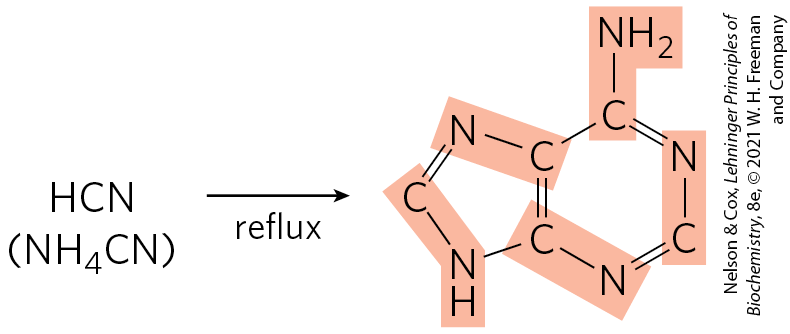 HCN
(NH₄CN)
reflux
NH₂
C
N
C
N
C
C
C
N
N
H
Nelson & Cox, Lehninger Principles of
Biochemistry, 8e, © 2021 W. H. Freeman
and Company